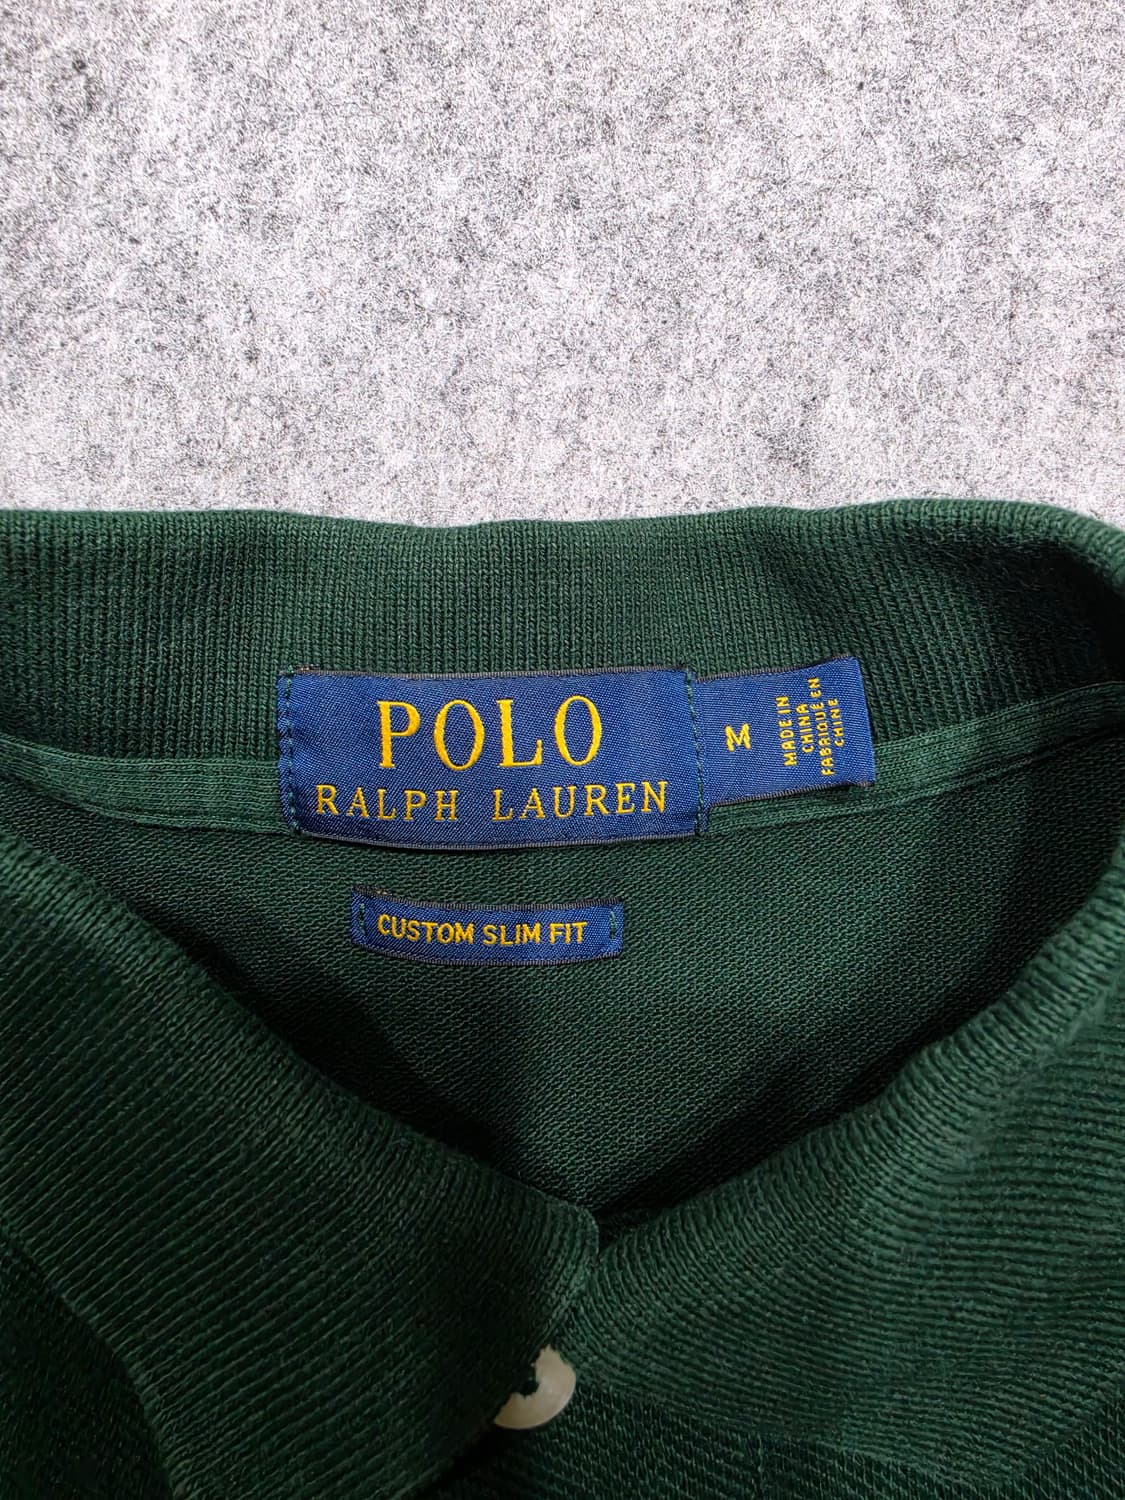 POLO
RALPH LAUREN
M
MADE IN
CHINA
FABRIQUÉ EN
CHINE
CUSTOM SLIM FIT